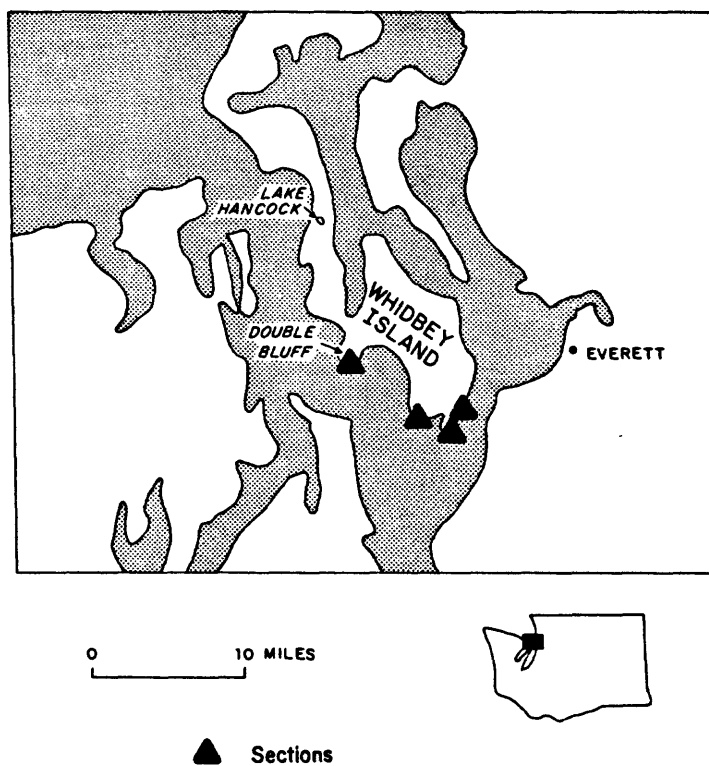 LAKE
HANCOCK
WHIDBEY
ISLAND
DOUBLE
BLUFF
EVERETT
0 10 MILES
Sections